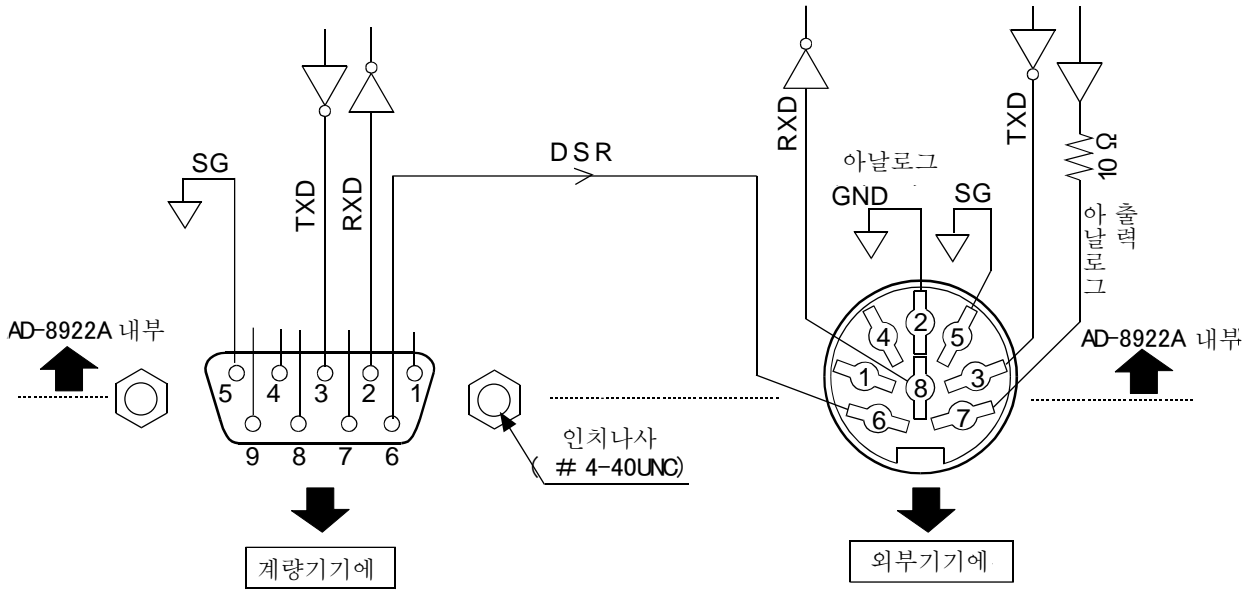 SG
TXD
RXD
DSR
RXD
TXD
10 Ω
아날로그
GND
SG
아날로그
출력
AD-8922A 내부
5
4
3
2
1
9
8
7
6
인치나사
( # 4-40UNC)
계량기기에
2
4
5
1
8
3
6
7
AD-8922A 내부
외부기기에